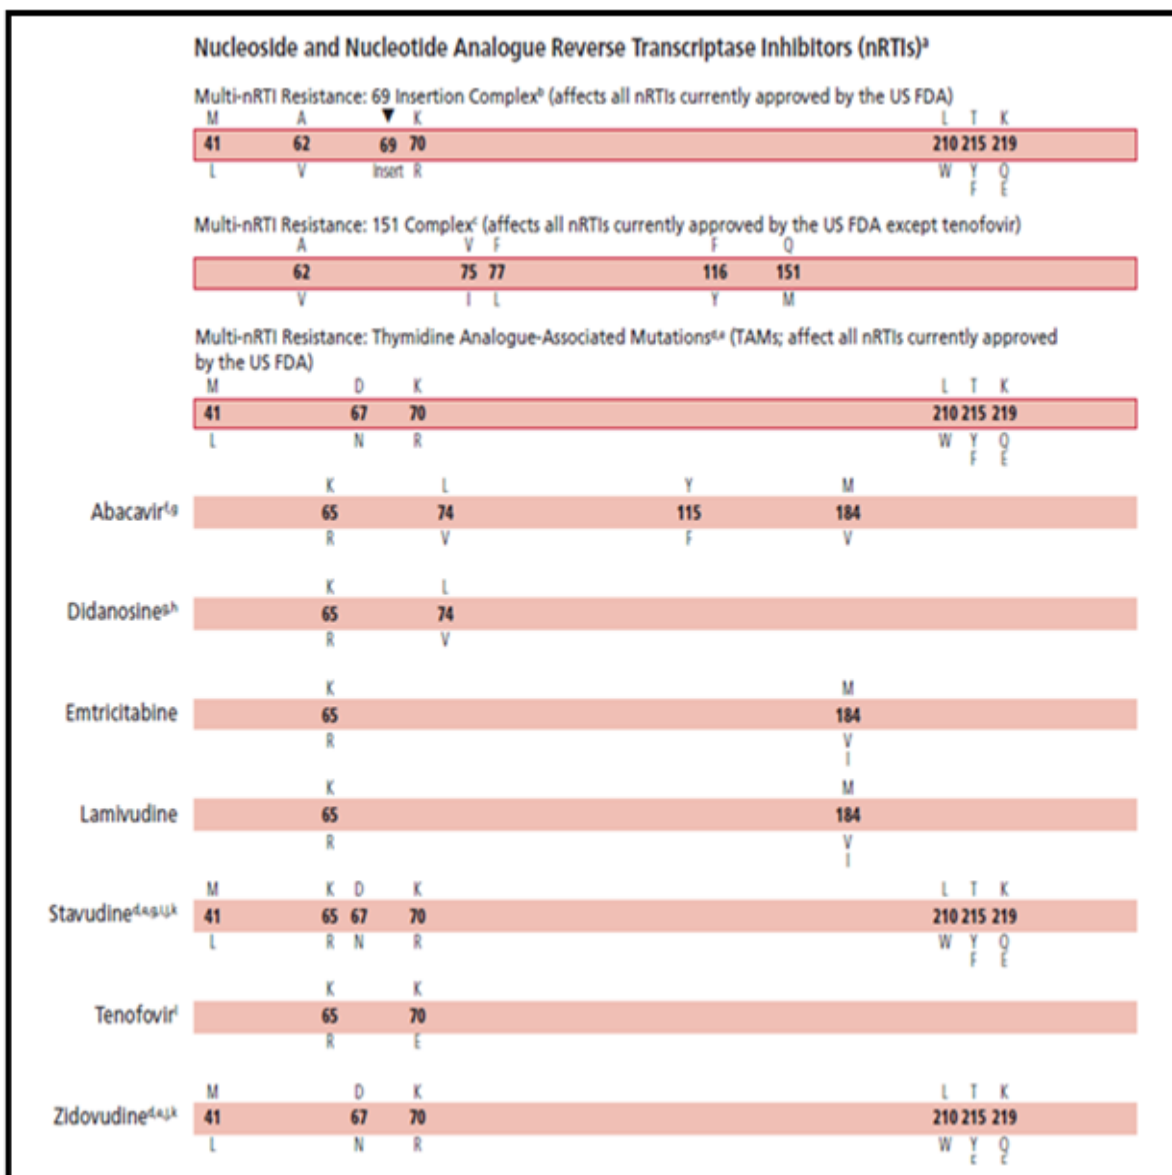 Nucleoside and Nucleotide Analogue Reverse Transcriptase Inhibitors (nRTIs)a
Multi-nRTI Resistance: 69 Insertion Complexb (affects all nRTIs currently approved by the US FDA)
M A ▼ K L T K
41 62 69 70 210 215 219
L V Insert R W Y Q
F E
Multi-nRTI Resistance: 151 Complexc (affects all nRTIs currently approved by the US FDA except tenofovir)
A V F F Q
62 75 77 116 151
V I L Y M
Multi-nRTI Resistance: Thymidine Analogue-Associated Mutationsd,e (TAMs; affect all nRTIs currently approved
by the US FDA)
M D K L T K
41 67 70 210 215 219
L N R W Y Q
F E
K L Y M
Abacavirf,g 65 74 115 184
R V F V
K L
Didanosineg,h 65 74
R V
K M
Emtricitabine 65 184
R V
I
K M
Lamivudine 65 184
R V
I
M K D K L T K
Stavudined,e,g,i,j,k 41 65 67 70 210 215 219
L R N R W Y Q
F E
K K
Tenofovirl 65 70
R E
M D K L T K
Zidovudined,e,j,k 41 67 70 210 215 219
L N R W Y Q